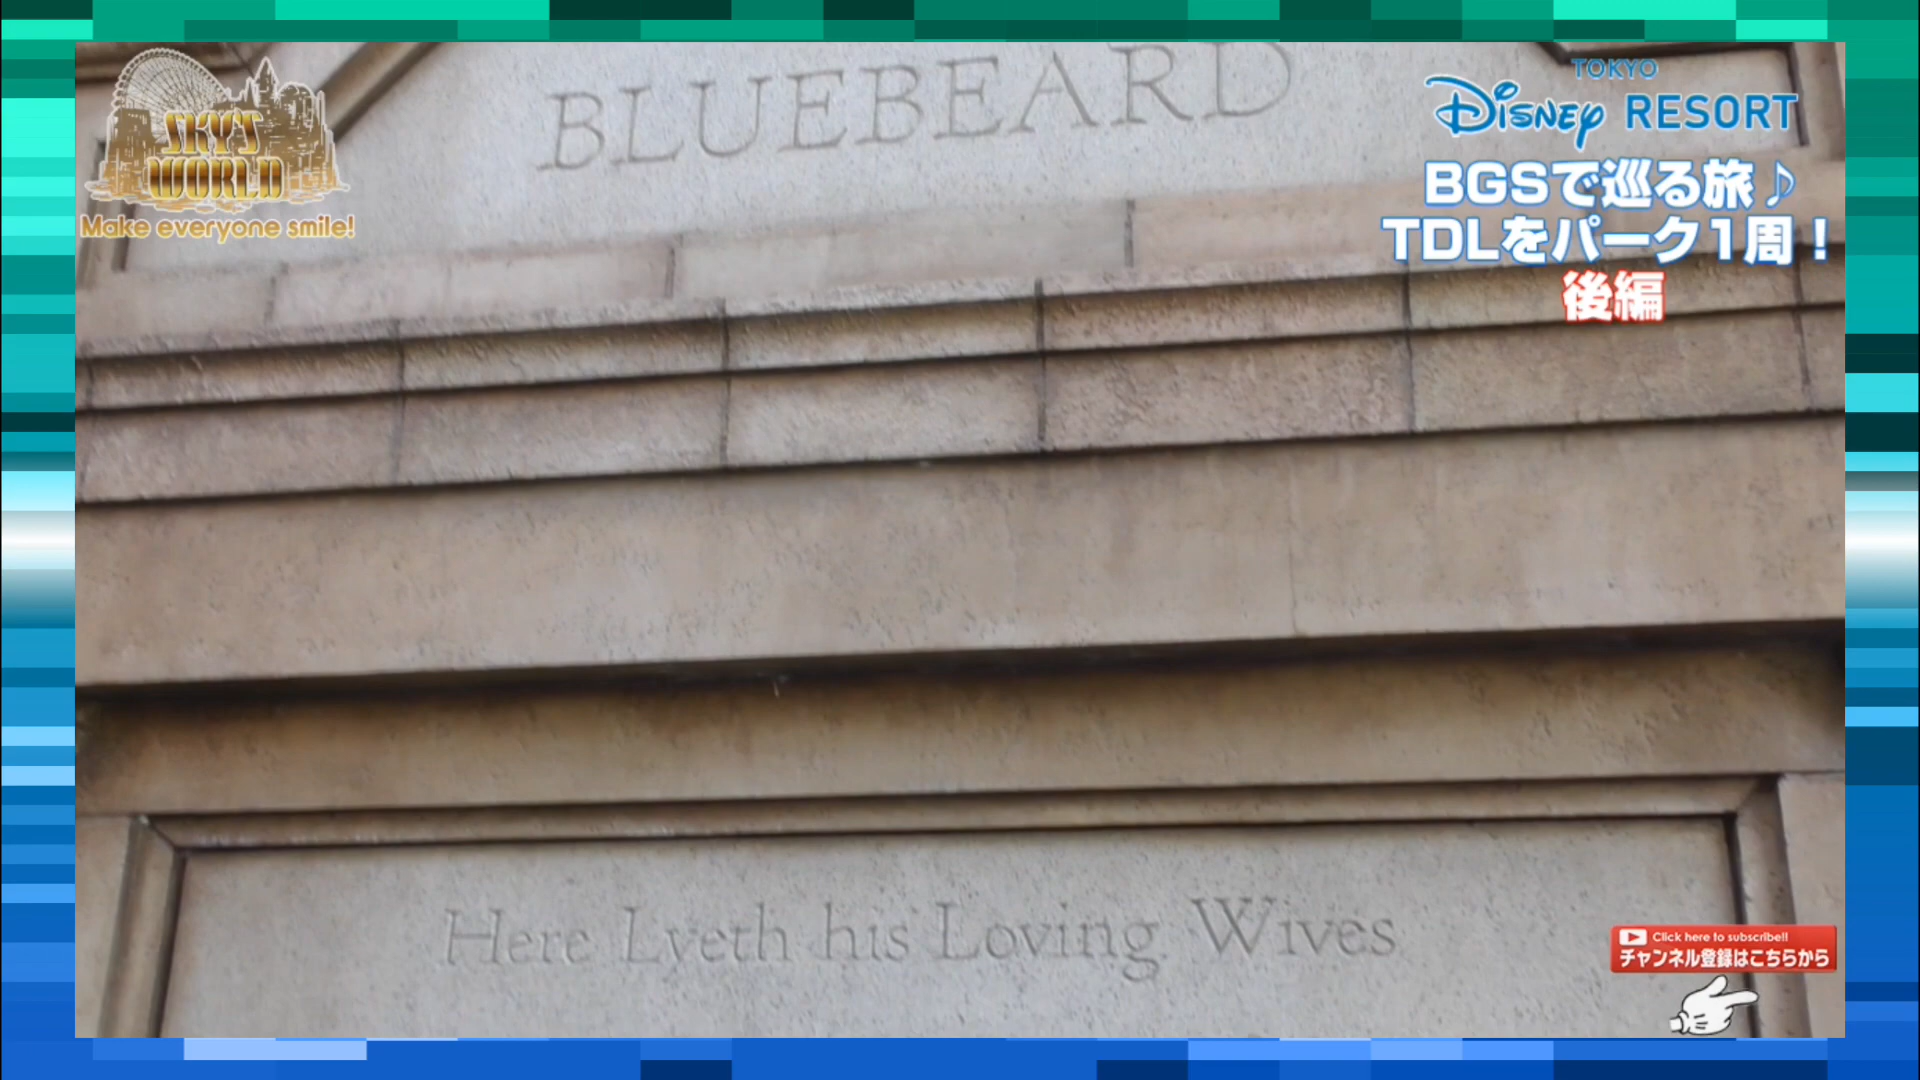 BLUEBEARD
Here Lyeth his Loving Wives
SKY'S
WORLD
Make everyone smile!
TOKYO
Disney RESORT
BGSで巡る旅♪
TDLをパーク1周！
後編
Click here to subscribe!!
チャンネル登録はこちらから